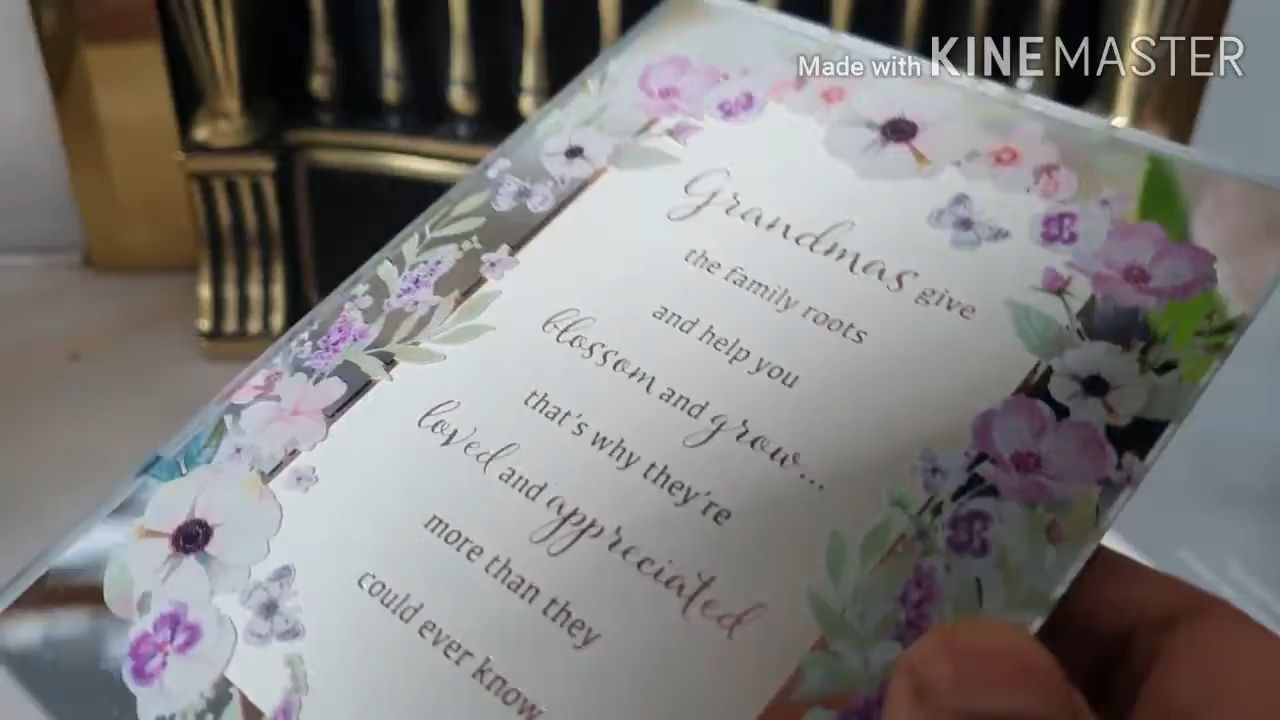 Made with KINEMASTER
Grandmas give
the family roots
and help you
blossom and grow...
that's why they're
loved and appreciated
more than they
could ever know